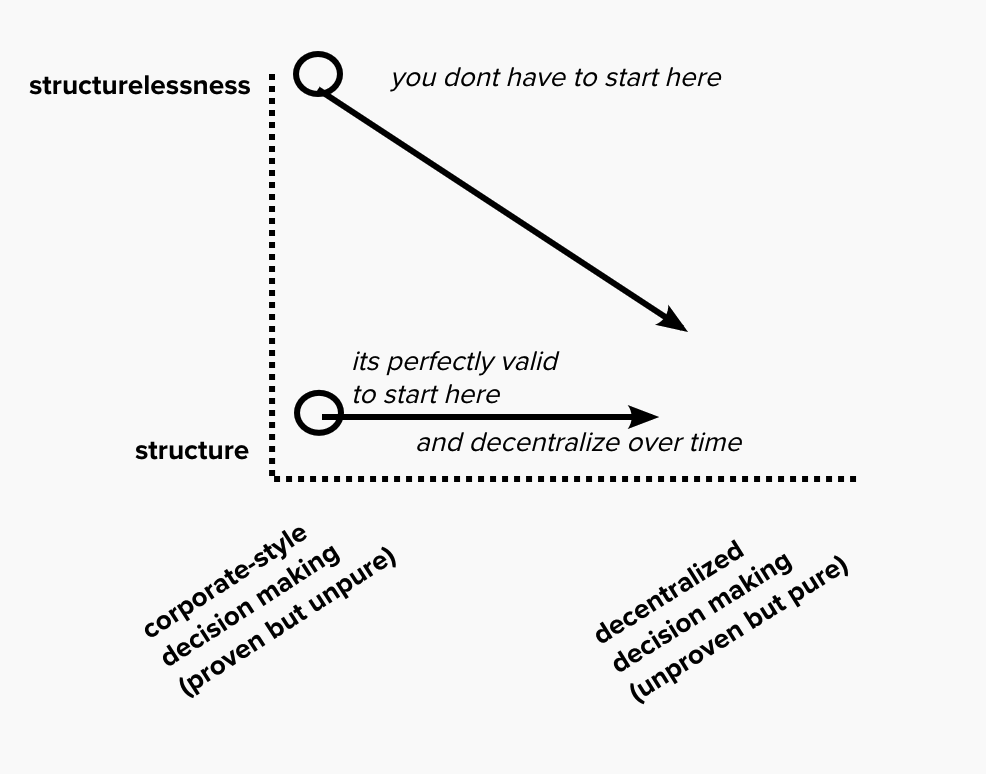 structurelessness
you dont have to start here
its perfectly valid
to start here
and decentralize over time
structure
corporate-style
decision making
(proven but unpure)
decentralized
decision making
(unproven but pure)